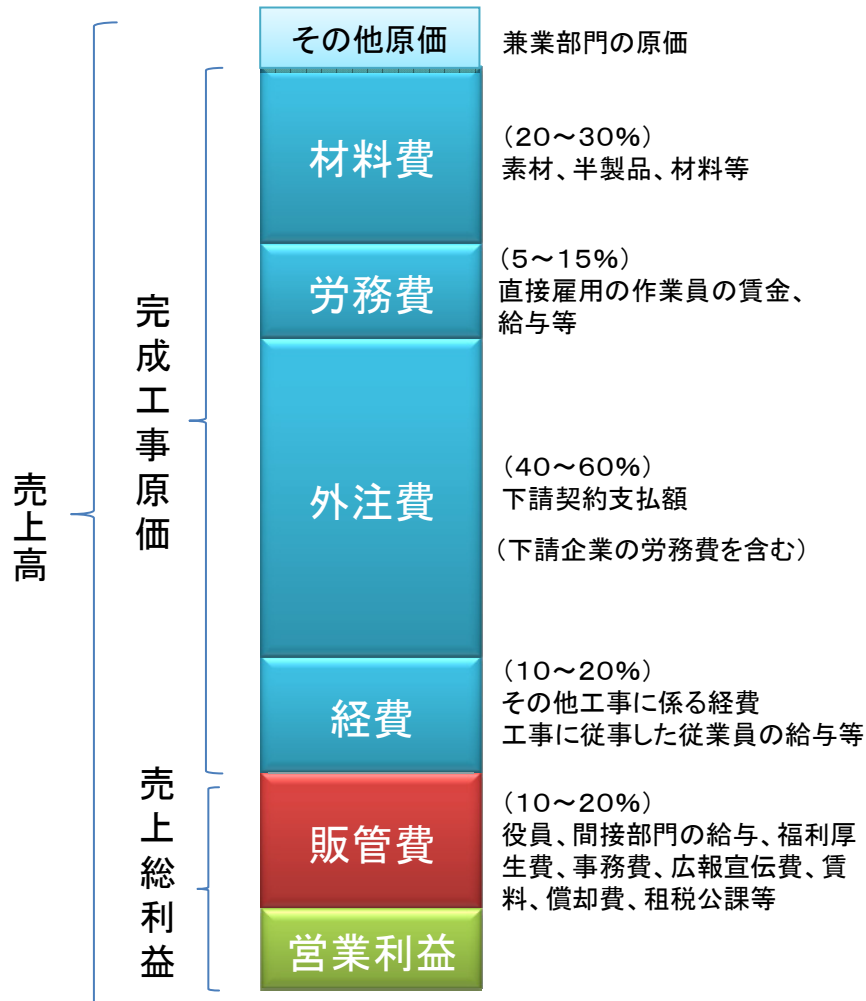 その他原価
兼業部門の原価
材料費
(20～30%)
素材、半製品、材料等
労務費
(5～15%)
直接雇用の作業員の賃金、
給与等
完成工事原価
売上高
外注費
(40～60%)
下請契約支払額
(下請企業の労務費を含む)
経費
(10～20%)
その他工事に係る経費
工事に従事した従業員の給与等
売上総利益
販管費
(10～20%)
役員、間接部門の給与、福利厚
生費、事務費、広報宣伝費、賃
料、償却費、租税公課等
営業利益